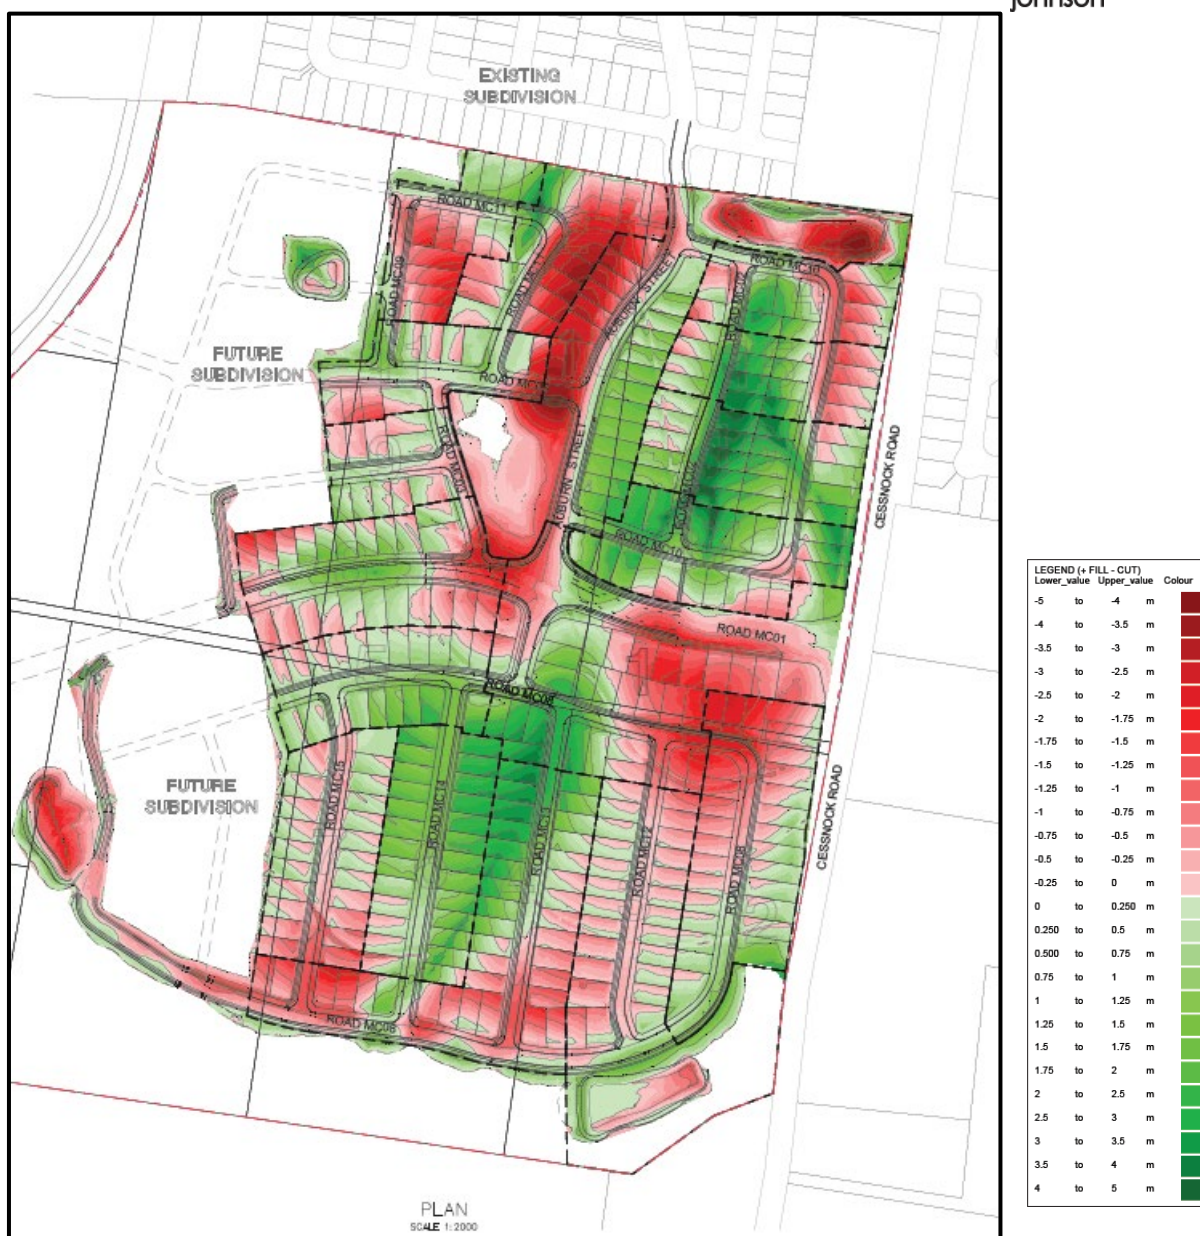 johnson
EXISTING
SUBDIVISION
ROAD MC11
ROAD MC09
AUBURN STREET
ROAD MC10
FUTURE
SUBDIVISION
CESSNOCK ROAD
AUBURN STREET
ROAD MC10
ROAD MC01
ROAD MC08
FUTURE
SUBDIVISION
ROAD MC15
ROAD MC14
ROAD MC12
CESSNOCK ROAD
ROAD MC08
PLAN
SCALE 1:2000
LEGEND (+ FILL - CUT)
Lower_value Upper_value Colour
-5 to -4 m
-4 to -3.5 m
-3.5 to -3 m
-3 to -2.5 m
-2.5 to -2 m
-2 to -1.75 m
-1.75 to -1.5 m
-1.5 to -1.25 m
-1.25 to -1 m
-1 to -0.75 m
-0.75 to -0.5 m
-0.5 to -0.25 m
-0.25 to 0 m
0 to 0.250 m
0.250 to 0.5 m
0.500 to 0.75 m
0.75 to 1 m
1 to 1.25 m
1.25 to 1.5 m
1.5 to 1.75 m
1.75 to 2 m
2 to 2.5 m
2.5 to 3 m
3 to 3.5 m
3.5 to 4 m
4 to 5 m